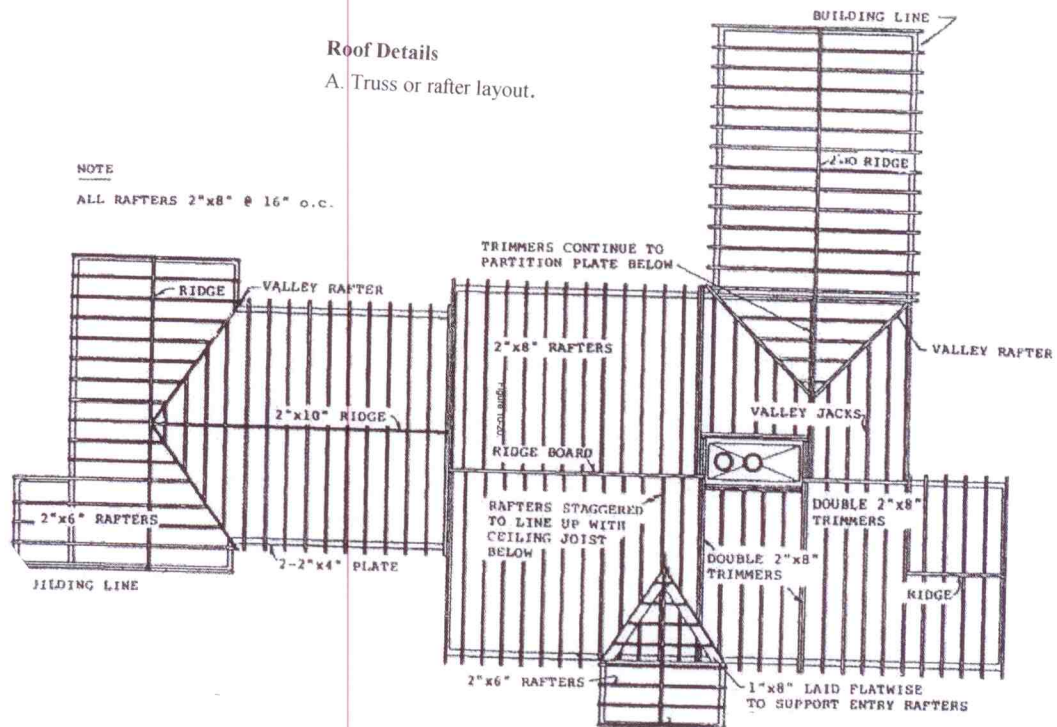 BUILDING LINE
Roof Details
A. Truss or rafter layout.
NOTE
ALL RAFTERS 2"x8" @ 16" o.c.
RIDGE
TRIMMERS CONTINUE TO
PARTITION PLATE BELOW
RIDGE
VALLEY RAFTER
2"x8" RAFTERS
VALLEY RAFTER
2"x10" RIDGE
VALLEY JACKS
RIDGE BOARD
RAFTERS STAGGERED
TO LINE UP WITH
CEILING JOIST
BELOW
DOUBLE 2"x8"
TRIMMERS
2"x6" RAFTERS
2-2"x4" PLATE
DOUBLE 2"x8"
TRIMMERS
JILDING LINE
RIDGE
2"x6" RAFTERS
1"x8" LAID FLATWISE
TO SUPPORT ENTRY RAFTERS